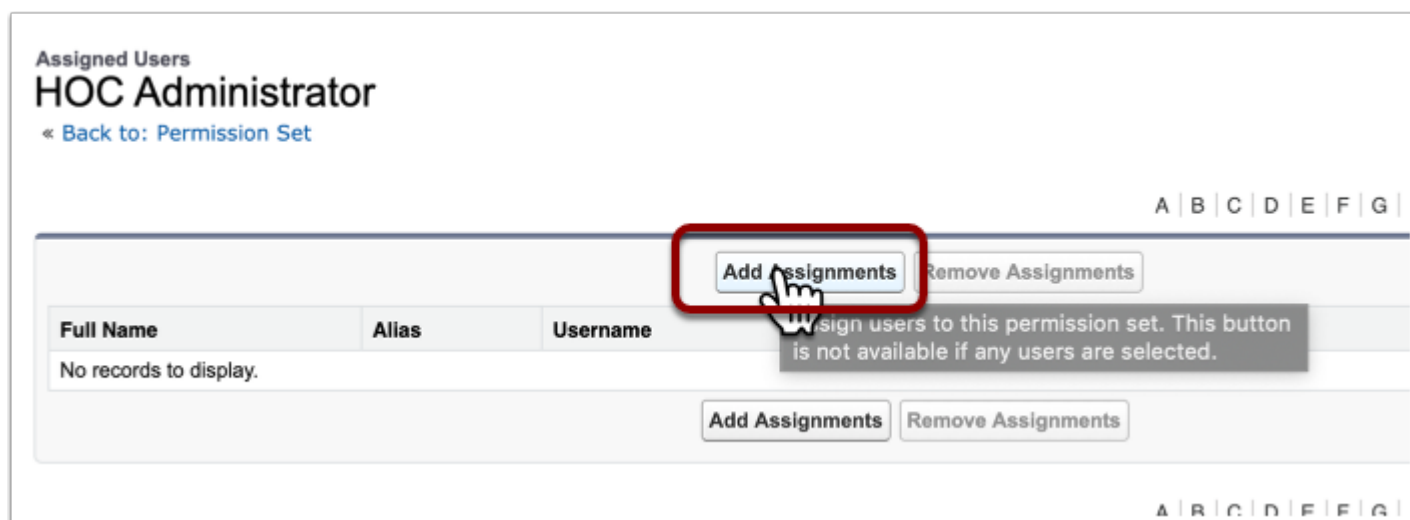 Assigned Users
HOC Administrator
« Back to: Permission Set
A | B | C | D | E | F | G |
Add Assignments Remove Assignments
Full Name Alias Username
Assign users to this permission set. This button
is not available if any users are selected.
No records to display.
Add Assignments Remove Assignments
A | B | C | D | E | F | G |